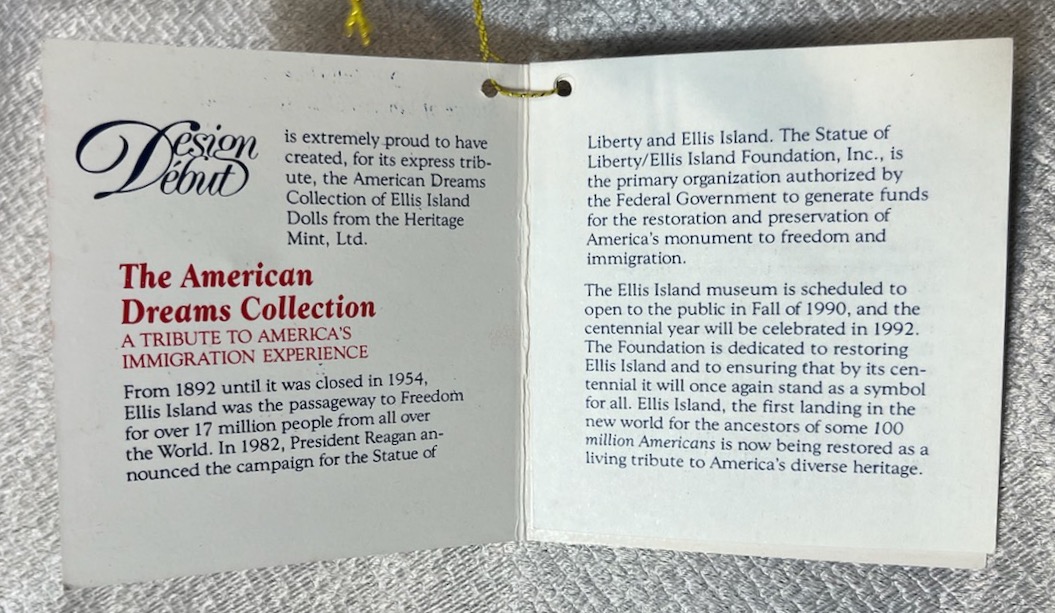 Design
Début
is extremely proud to have
created, for its express trib-
ute, the American Dreams
Collection of Ellis Island
Dolls from the Heritage
Mint, Ltd.
The American
Dreams Collection
A TRIBUTE TO AMERICA'S
IMMIGRATION EXPERIENCE
From 1892 until it was closed in 1954,
Ellis Island was the passageway to Freedom
for over 17 million people from all over
the World. In 1982, President Reagan an-
nounced the campaign for the Statue of
Liberty and Ellis Island. The Statue of
Liberty/Ellis Island Foundation, Inc., is
the primary organization authorized by
the Federal Government to generate funds
for the restoration and preservation of
America's monument to freedom and
immigration.
The Ellis Island museum is scheduled to
open to the public in Fall of 1990, and the
centennial year will be celebrated in 1992.
The Foundation is dedicated to restoring
Ellis Island and to ensuring that by its cen-
tennial it will once again stand as a symbol
for all. Ellis Island, the first landing in the
new world for the ancestors of some 100
million Americans is now being restored as a
living tribute to America's diverse heritage.